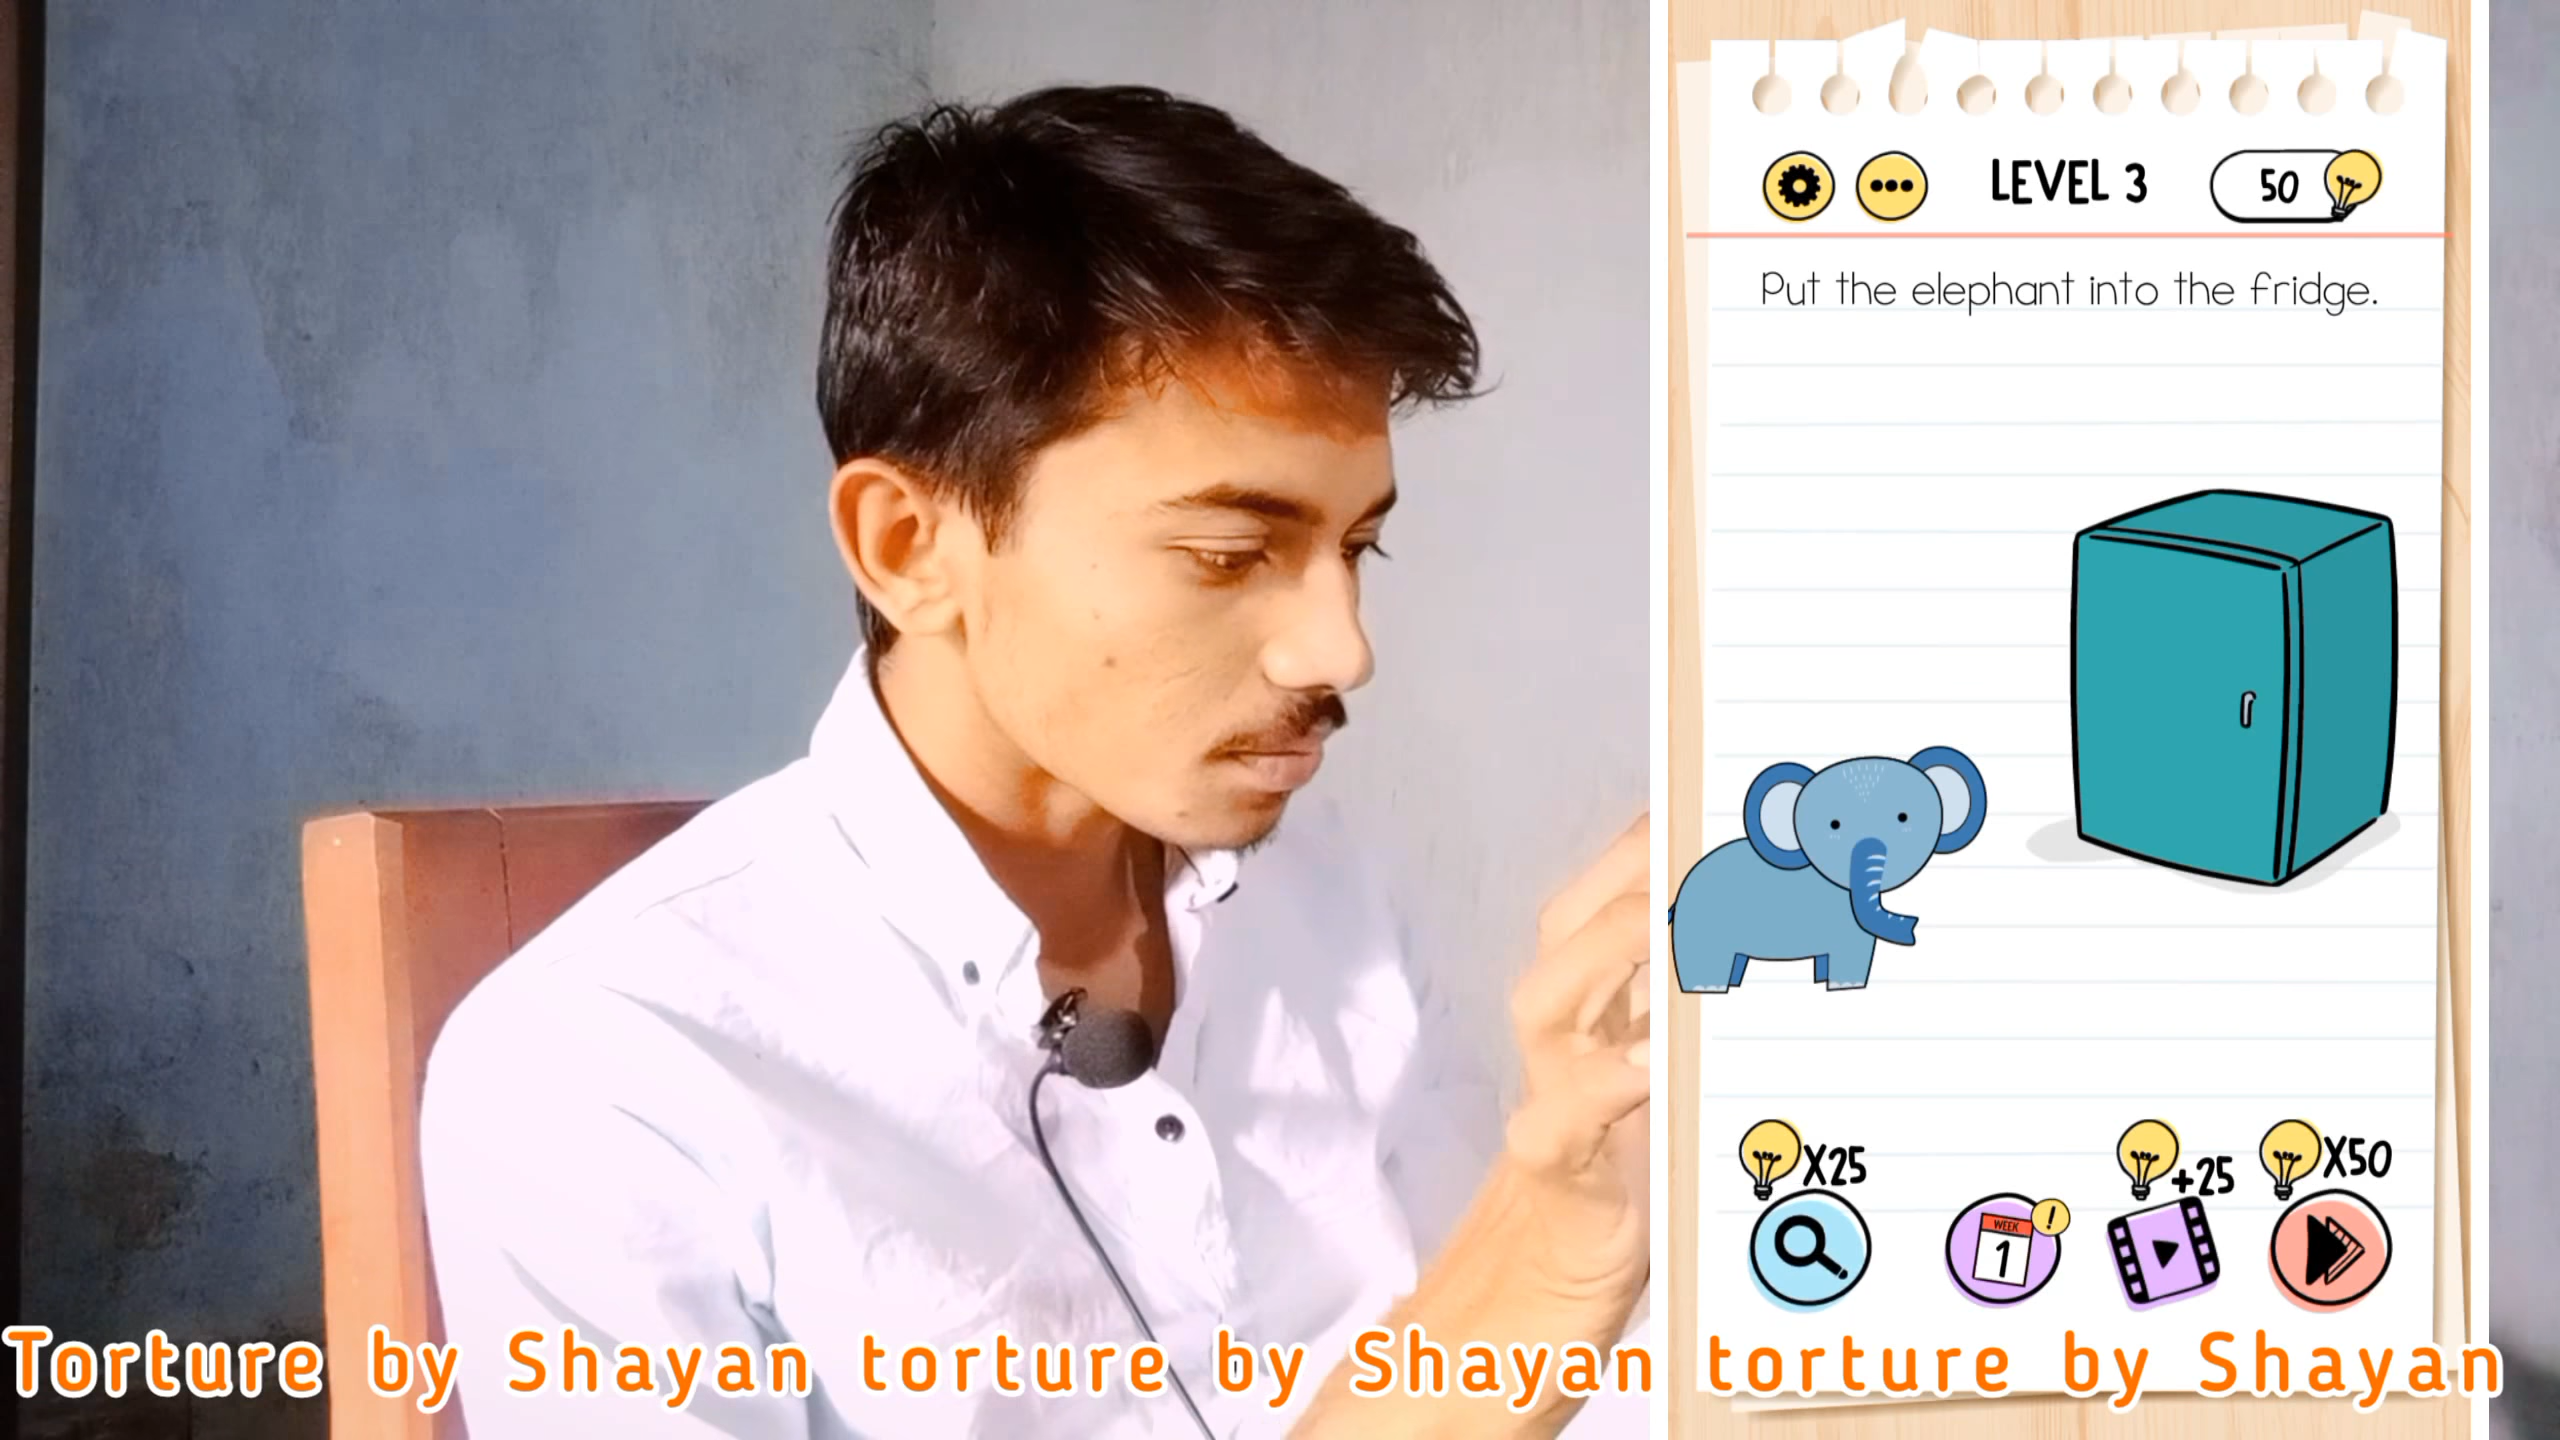 LEVEL 3
50
Put the elephant into the fridge.
X25
+25
X50
WEEK
1
!
Torture by Shayan torture by Shayan torture by Shayan